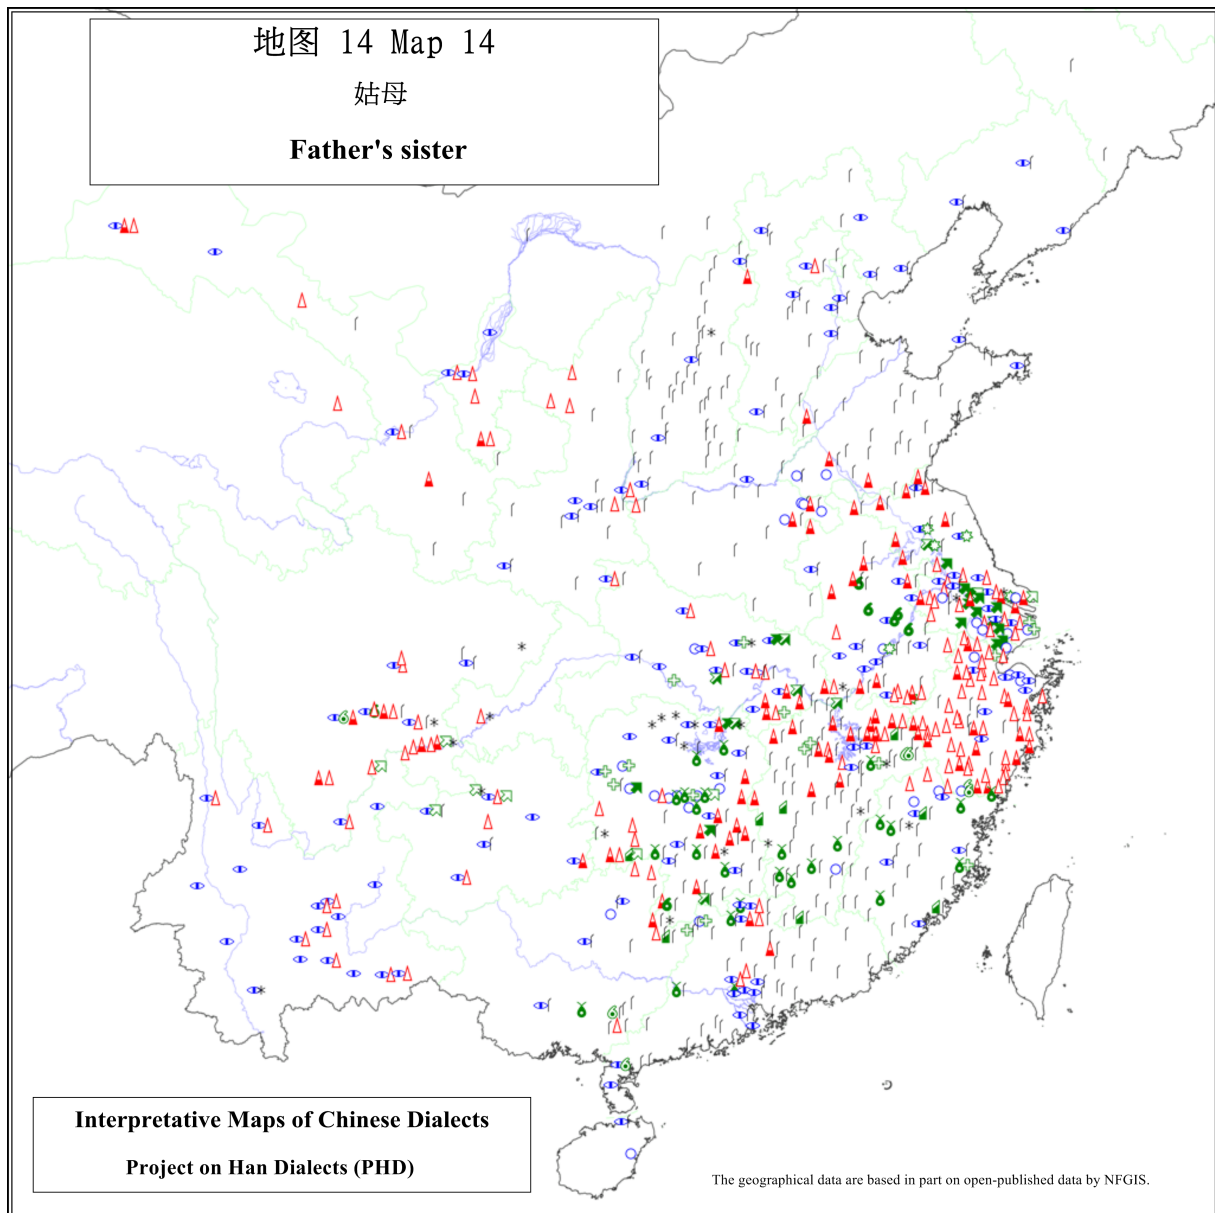 地图 14 Map 14
姑母
Father's sister
Interpretative Maps of Chinese Dialects
Project on Han Dialects (PHD)
The geographical data are based in part on open-published data by NFGIS.